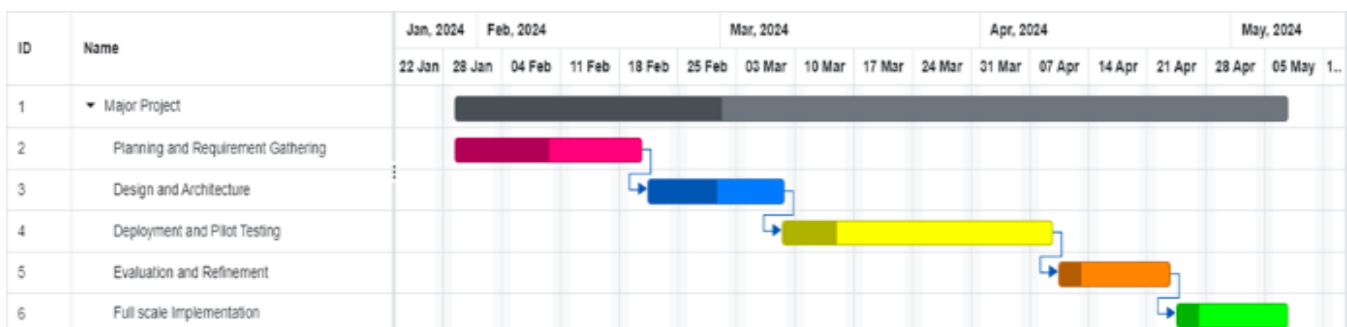 ID Name Jan, 2024 Feb, 2024 Mar, 2024 Apr, 2024 May, 2024
22 Jan 28 Jan 04 Feb 11 Feb 18 Feb 25 Feb 03 Mar 10 Mar 17 Mar 24 Mar 31 Mar 07 Apr 14 Apr 21 Apr 28 Apr 05 May 1..
1 Major Project
2 Planning and Requirement Gathering
3 Design and Architecture
4 Deployment and Pilot Testing
5 Evaluation and Refinement
6 Full scale Implementation